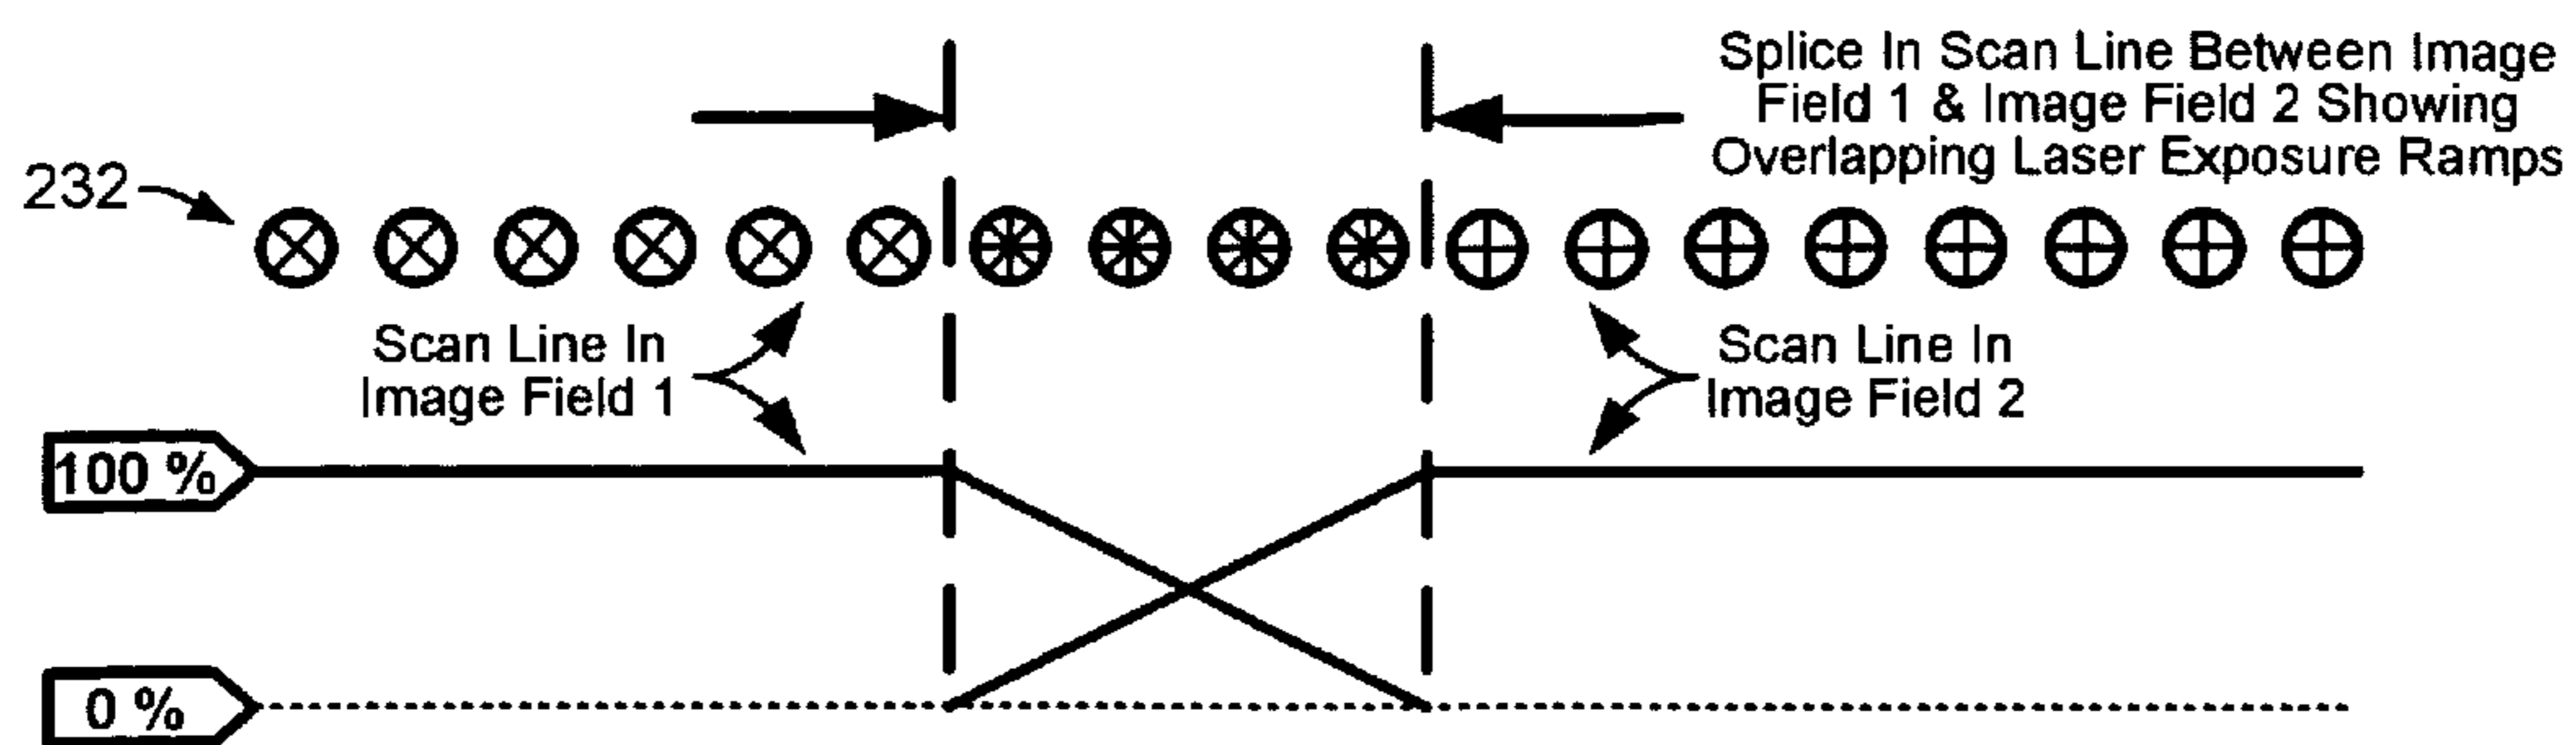 Splice In Scan Line Between Image
Field 1 & Image Field 2 Showing
Overlapping Laser Exposure Ramps
232
Scan Line In
Image Field 1
Scan Line In
Image Field 2
100 %
0 %